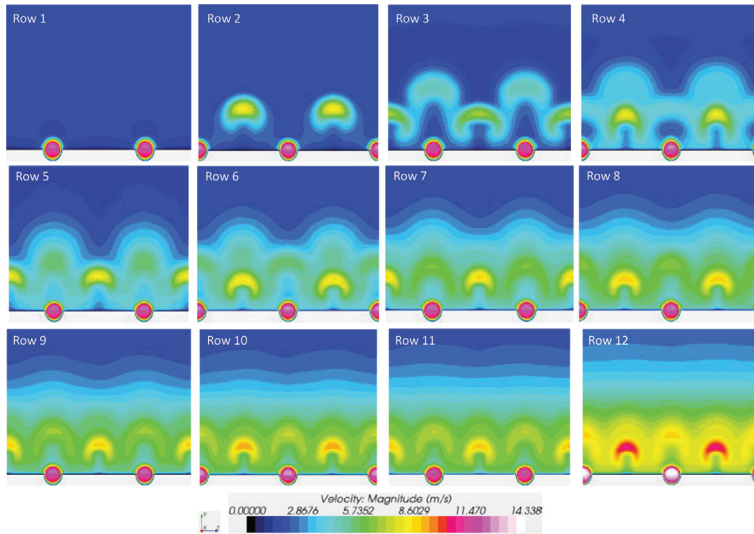 Row 1
Row 2
Row 3
Row 4
Row 5
Row 6
Row 7
Row 8
Row 9
Row 10
Row 11
Row 12
Velocity: Magnitude (m/s)
0.00000 2.8676 5.7352 8.6029 11.470 14.338
Y
X Z